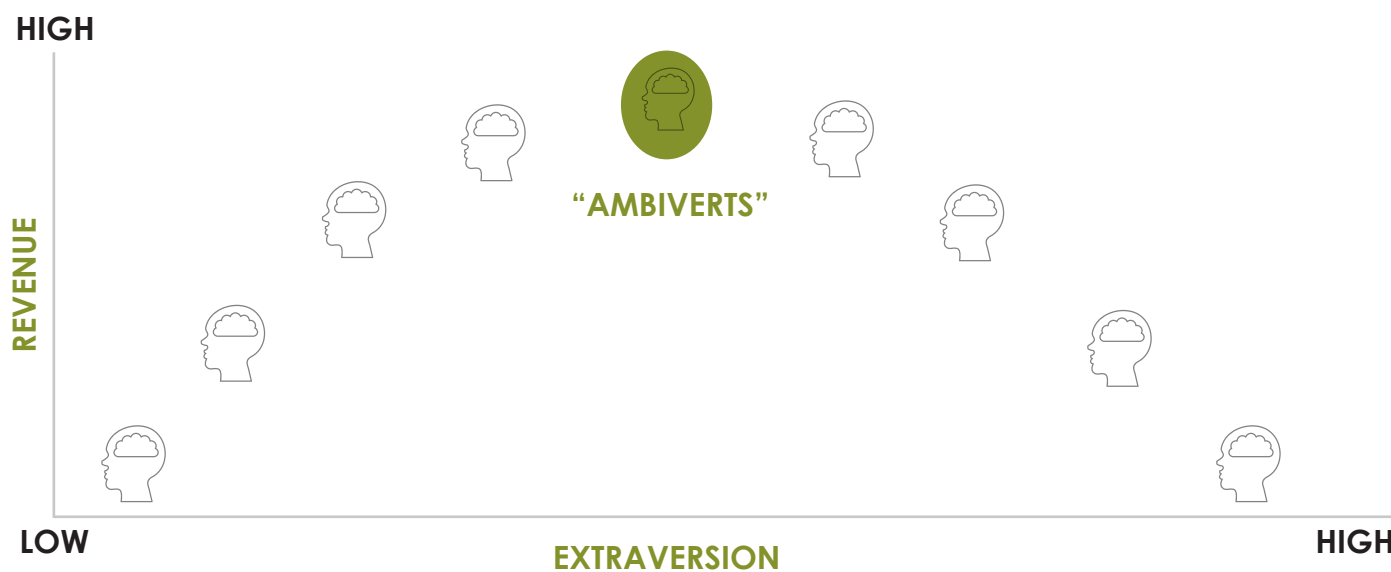 HIGH
“AMBIVERTS”
REVENUE
LOW
EXTRAVERSION
HIGH